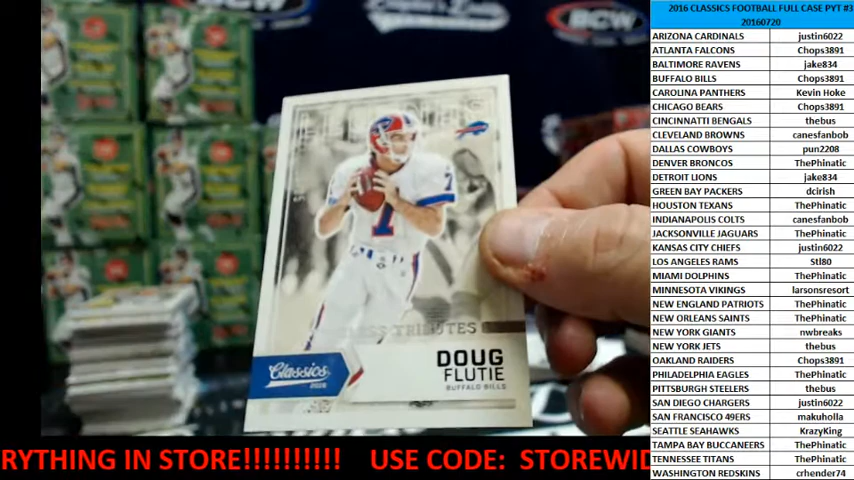 2016 CLASSICS FOOTBALL FULL CASE PYT #3
20160720
ARIZONA CARDINALS justin6022
ATLANTA FALCONS Chops3891
BALTIMORE RAVENS jake834
BUFFALO BILLS Chops3891
CAROLINA PANTHERS Kevin Hoke
CHICAGO BEARS Chops3891
CINCINNATI BENGALS thebus
CLEVELAND BROWNS canesfanbob
DALLAS COWBOYS pun2208
DENVER BRONCOS ThePhinatic
DETROIT LIONS jake834
GREEN BAY PACKERS dcirish
HOUSTON TEXANS ThePhinatic
INDIANAPOLIS COLTS canesfanbob
JACKSONVILLE JAGUARS ThePhinatic
KANSAS CITY CHIEFS justin6022
LOS ANGELES RAMS Stl80
MIAMI DOLPHINS ThePhinatic
MINNESOTA VIKINGS larsonsresort
NEW ENGLAND PATRIOTS ThePhinatic
NEW ORLEANS SAINTS ThePhinatic
NEW YORK GIANTS nwbreaks
NEW YORK JETS thebus
OAKLAND RAIDERS Chops3891
PHILADELPHIA EAGLES ThePhinatic
PITTSBURGH STEELERS thebus
SAN DIEGO CHARGERS justin6022
SAN FRANCISCO 49ERS makuholla
SEATTLE SEAHAWKS KrazyKing
TAMPA BAY BUCCANEERS ThePhinatic
TENNESSEE TITANS ThePhinatic
WASHINGTON REDSKINS crhender74
BCW
7
TRIBUTES
Classics
2016
DOUG
FLUTIE
BUFFALO BILLS
RYTHING IN STORE!!!!!!!!!! USE CODE: STOREWID